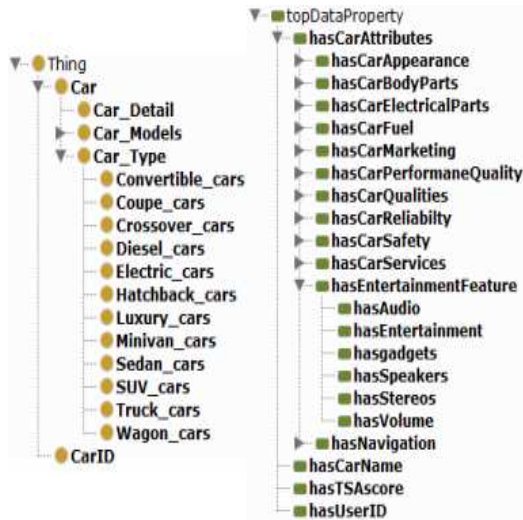 Thing
Car
Car_Detail
Car_Models
Car_Type
Convertible_cars
Coupe_cars
Crossover_cars
Diesel_cars
Electric_cars
Hatchback_cars
Luxury_cars
Minivan_cars
Sedan_cars
SUV_cars
Truck_cars
Wagon_cars
CarID
topDataProperty
hasCarAttributes
hasCarAppearance
hasCarBodyParts
hasCarElectricalParts
hasCarFuel
hasCarMarketing
hasCarPerformaneQuality
hasCarQualities
hasCarReliabilty
hasCarSafety
hasCarServices
hasEntertainmentFeature
hasAudio
hasEntertainment
hasgadgets
hasSpeakers
hasStereos
hasVolume
hasNavigation
hasCarName
hasTSAscore
hasUserID